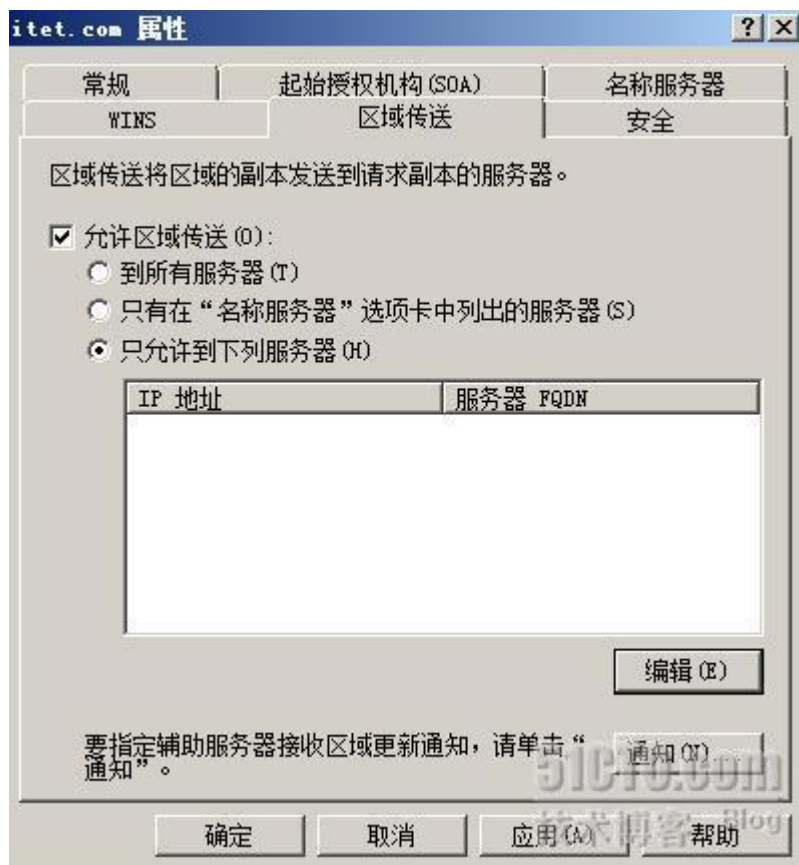 itet.com 属性
常规 起始授权机构(SOA) 名称服务器
WINS 区域传送 安全
区域传送将区域的副本发送到请求副本的服务器。
允许区域传送(O):
到所有服务器(T)
只有在“名称服务器”选项卡中列出的服务器(S)
只允许到下列服务器(H)
IP 地址 服务器 FQDN
编辑(E)
要指定辅助服务器接收区域更新通知,请单击“
通知”。
通知(N)...
51CTO.com
技术博客 Blog
确定 取消 应用(A) 帮助